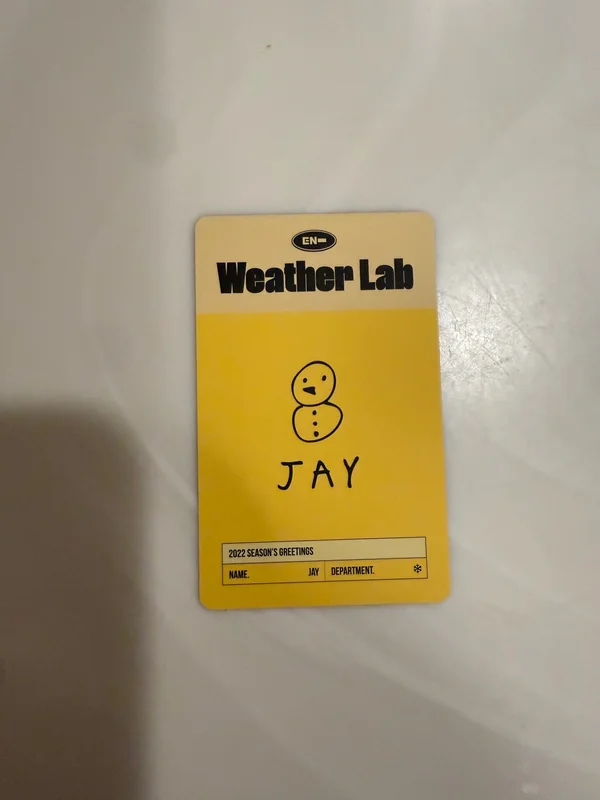 EN-
Weather Lab
JAY
2022 SEASON'S GREETINGS
NAME. JAY DEPARTMENT. ❄